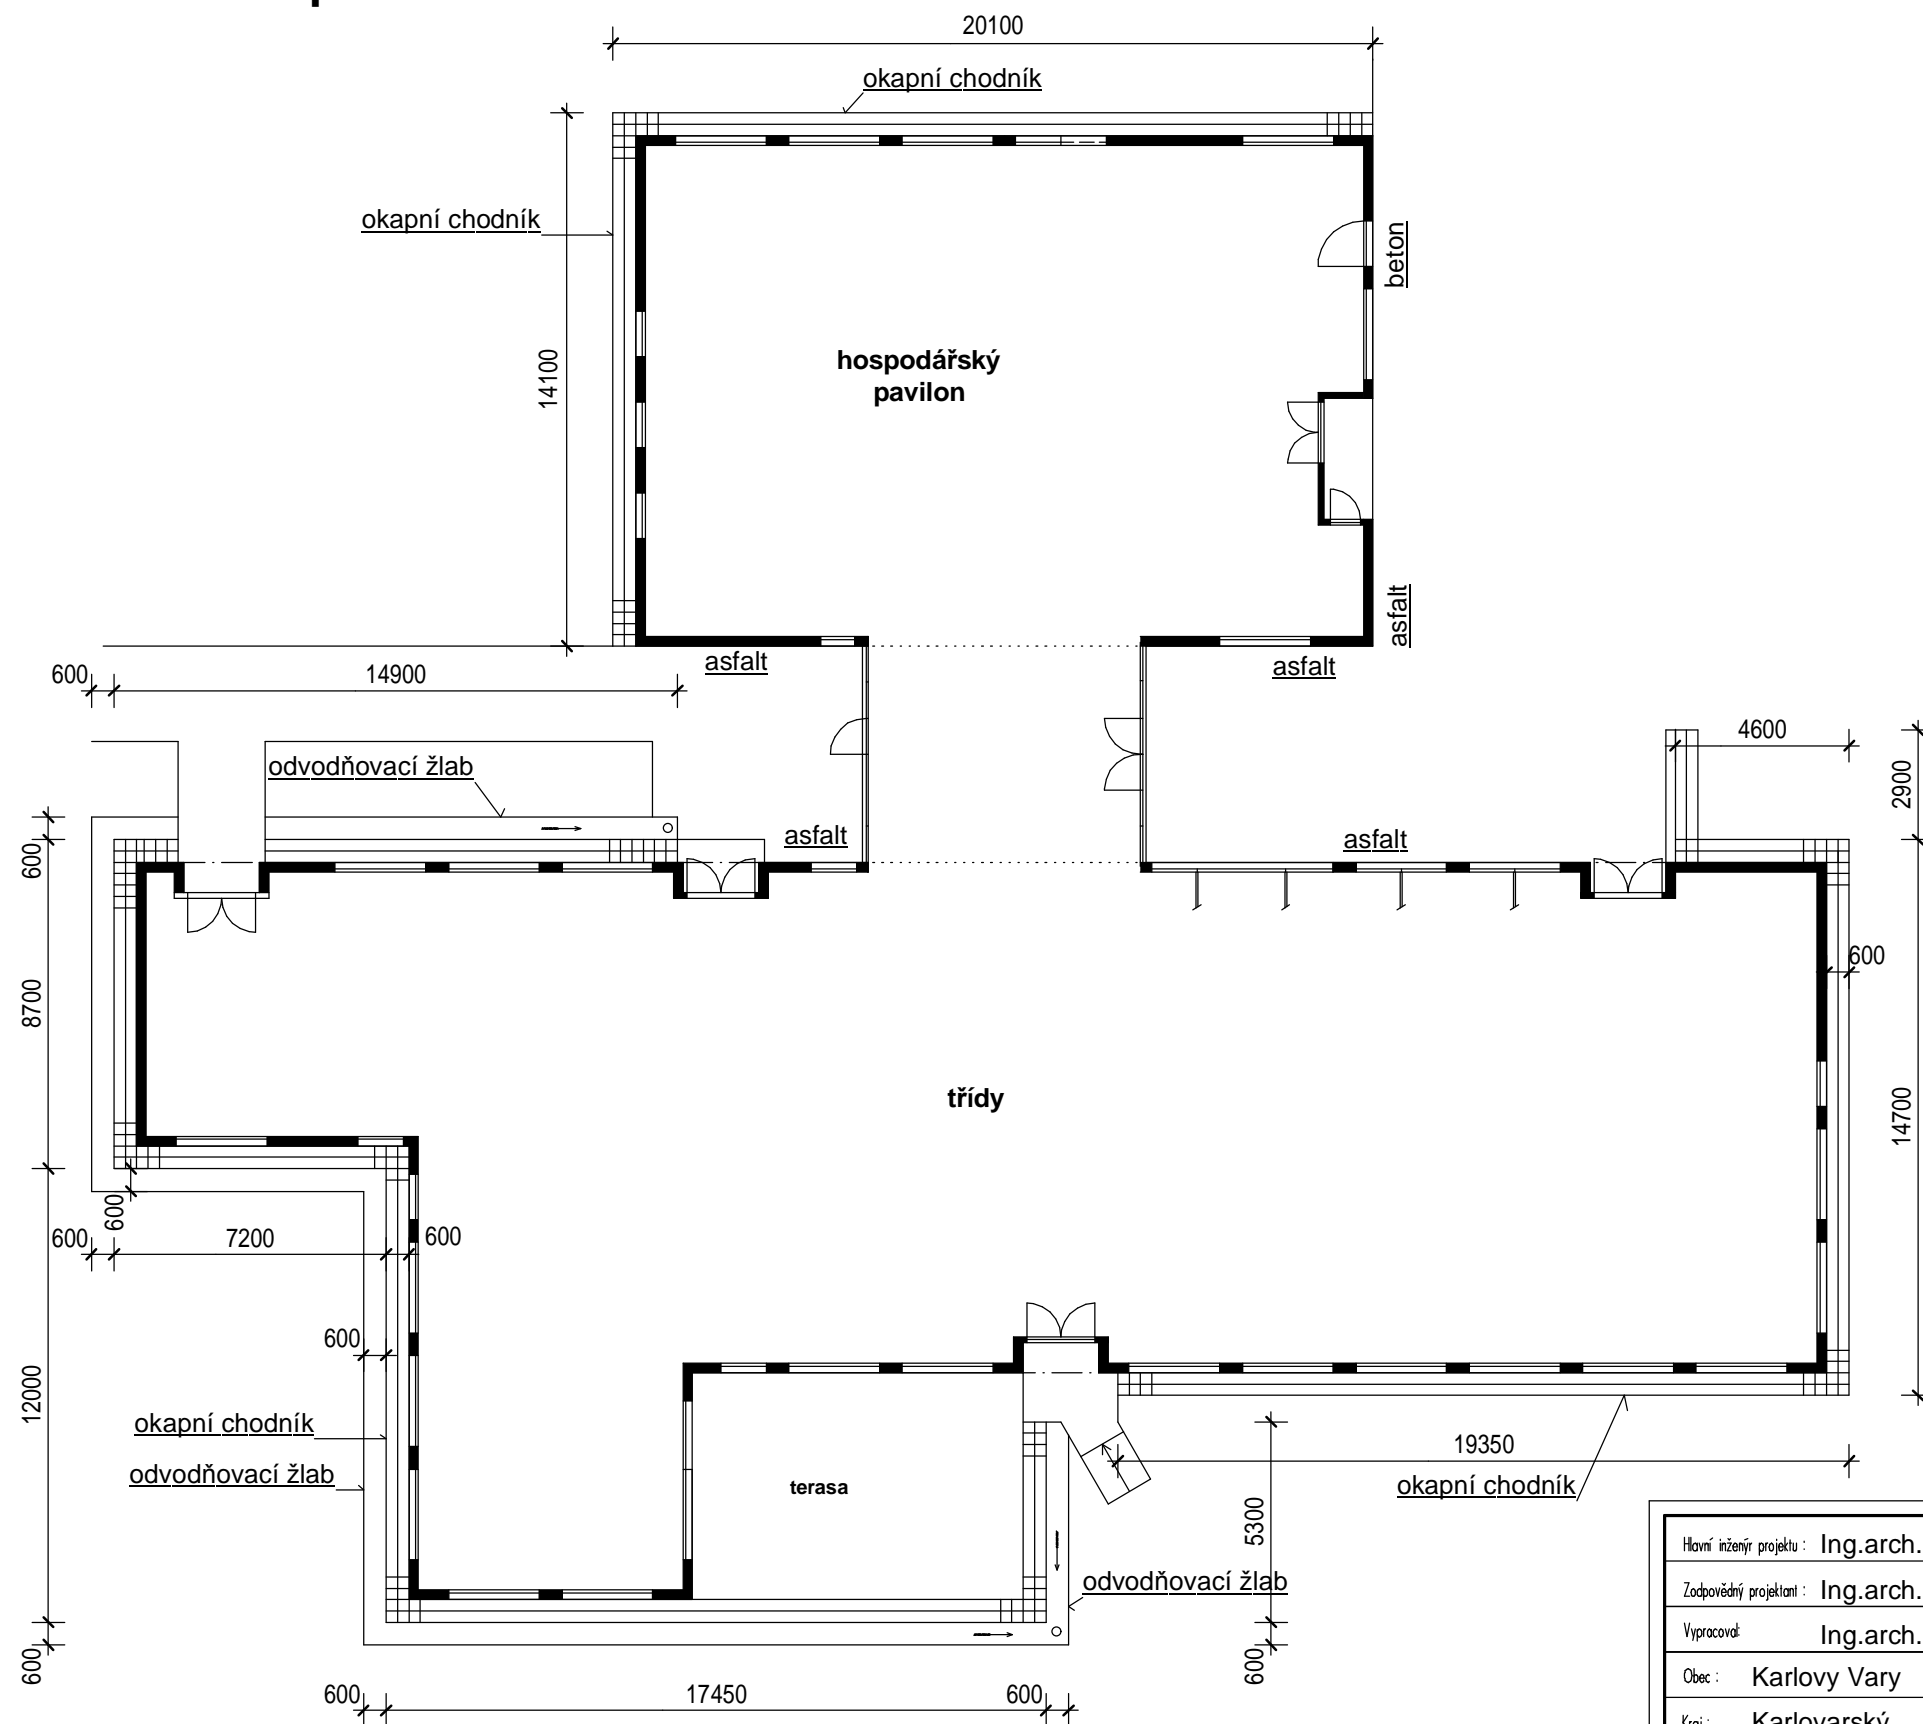 20100
okapní chodník
okapní chodník
beton
14100
hospodářský
pavilon
asfalt
asfalt
asfalt
600
14900
4600
2900
odvodňovací žlab
asfalt
asfalt
600
8700
600
třídy
14700
600
600
7200
600
600
12000
okapní chodník
odvodňovací žlab
terasa
19350
okapní chodník
5300
odvodňovací žlab
600
600
600
17450
600
Hlavní inženýr projektu : Ing.arch.
Zodpovědný projektant : Ing.arch.
Vypracoval: Ing.arch.
Obec : Karlovy Vary
Kraj : Karlovarský